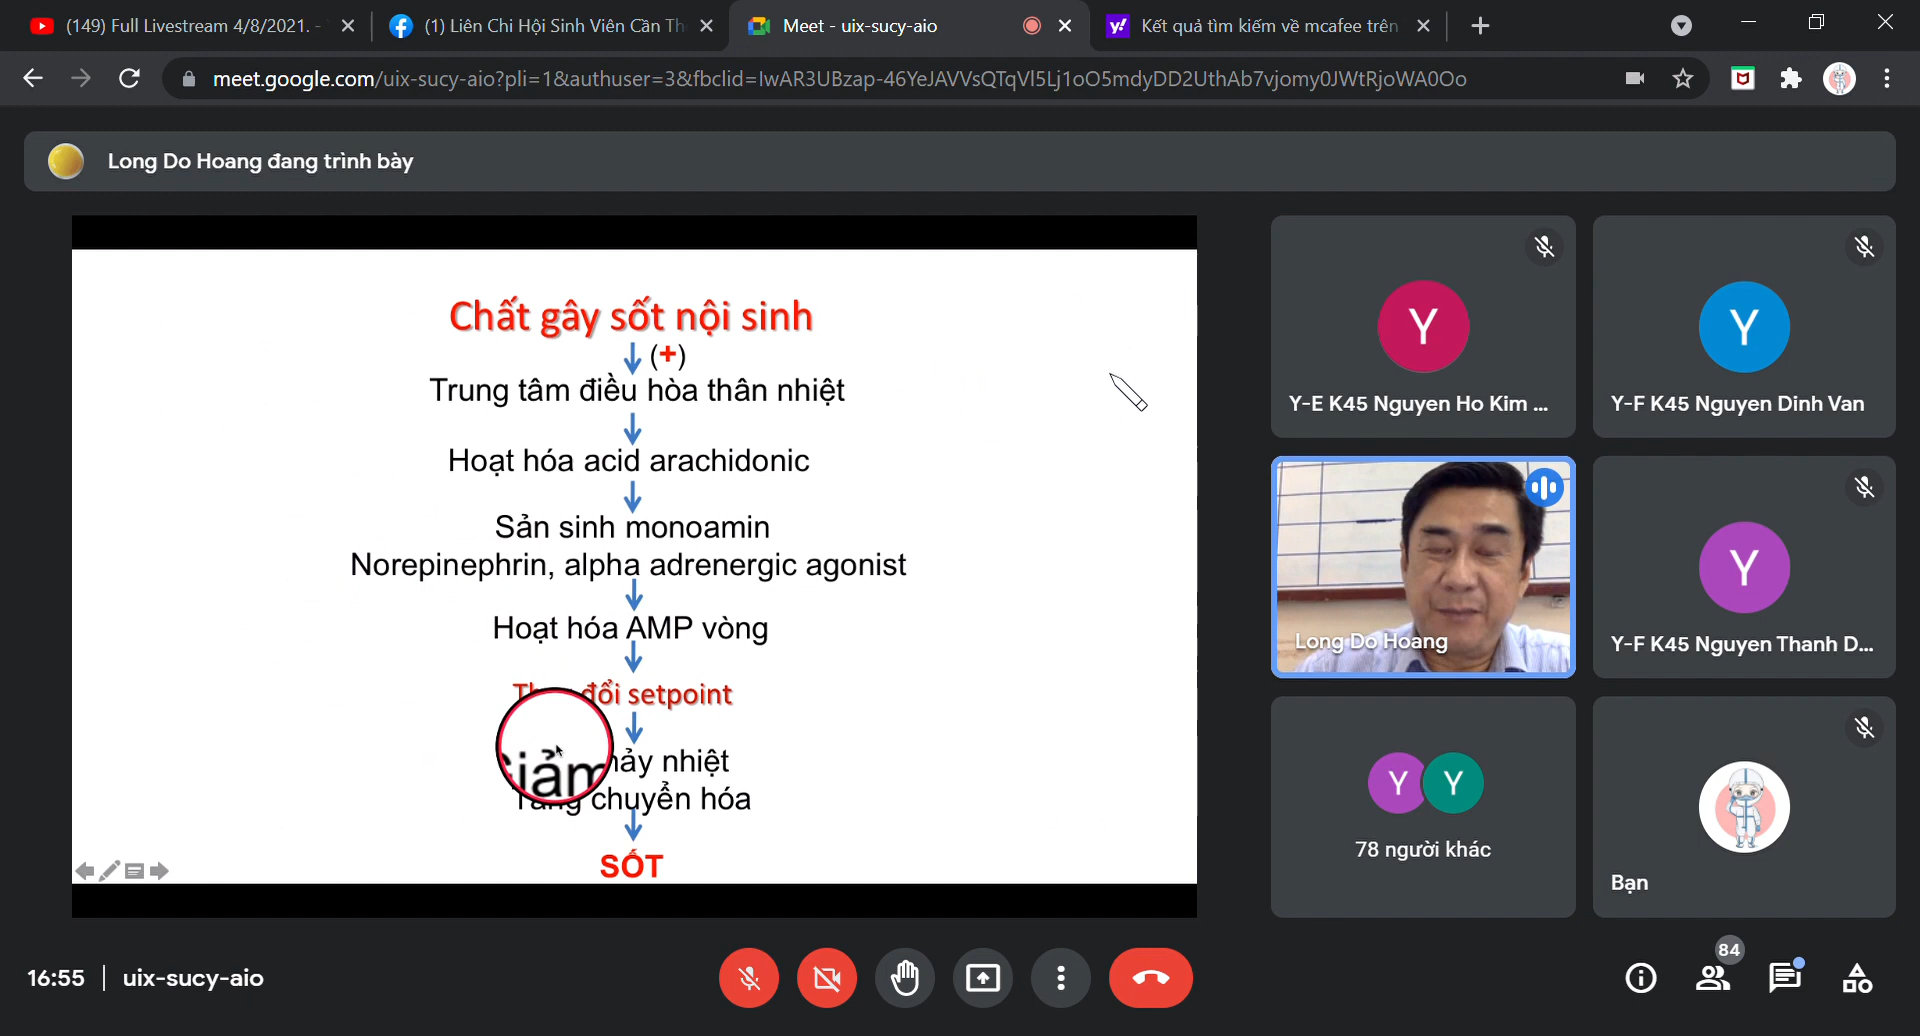 (149) Full Livestream 4/8/2021. -
(1) Liên Chi Hội Sinh Viên Cần Th
Meet - uix-sucy-aio
Kết quả tìm kiếm về mcafee trên
meet.google.com/uix-sucy-aio?pli=1&authuser=3&fbclid=IwAR3UBzap-46YeJAVVsQTqVl5Lj1oO5mdyDD2UthAb7vjomy0JWtRjoWA0Oo
Long Do Hoang đang trình bày
Chất gây sốt nội sinh
(+)
Trung tâm điều hòa thân nhiệt
Hoạt hóa acid arachidonic
Sản sinh monoamin
Norepinephrin, alpha adrenergic agonist
Hoạt hóa AMP vòng
đổi setpoint
Giảm nhiệt
Tăng chuyển hóa
SỐT
Y
Y-E K45 Nguyen Ho Kim ...
Y
Y-F K45 Nguyen Dinh Van
Long Do Hoang
Y
Y-F K45 Nguyen Thanh D...
Y Y
78 người khác
Bạn
16:55 | uix-sucy-aio
84